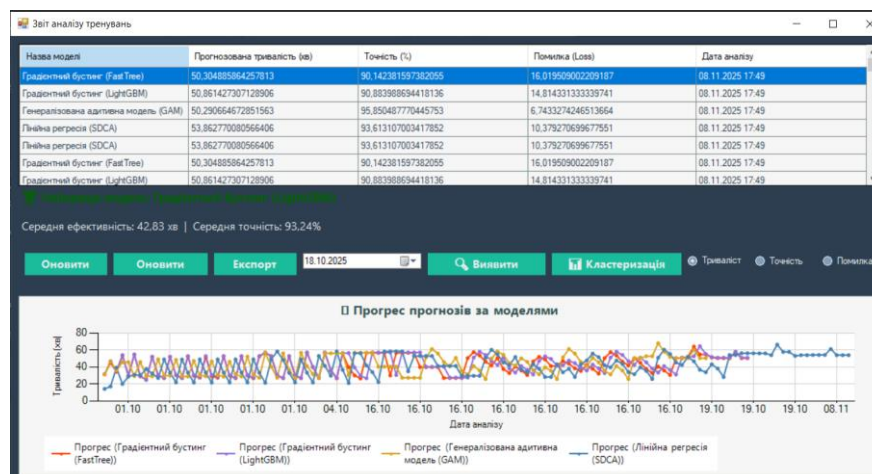 Звіт аналізу тренувань
Назва моделі Прогнозована тривалість (хв) Точність (%) Помилка (Loss) Дата аналізу
Градієнтний бустинг (FastTree) 50,304885864257813 90,142381597382055 16,019509002209187 08.11.2025 17:49
Градієнтний бустинг (LightGBM) 50,861427307128906 90,883988694418136 14,814331333339741 08.11.2025 17:49
Генералізована адитивна модель (GAM) 50,290664672851563 95,850487770445753 6,7433274246513664 08.11.2025 17:49
Лінійна регресія (SDCA) 53,862770080566406 93,613107003417852 10,379270699677551 08.11.2025 17:49
Лінійна регресія (SDCA) 53,862770080566406 93,613107003417852 10,379270699677551 08.11.2025 17:49
Градієнтний бустинг (FastTree) 50,304885864257813 90,142381597382055 16,019509002209187 08.11.2025 17:49
Градієнтний бустинг (LightGBM) 50,861427307128906 90,883988694418136 14,814331333339741 08.11.2025 17:49
Середня ефективність: 42,83 хв | Середня точність: 93,24%
Оновити Оновити Експорт 18.10.2025 Виявити Кластеризація Триваліст Точність Помилка
Прогрес прогнозів за моделями
Тривалість (хв)
80
60
40
20
0
01.10 01.10 01.10 01.10 01.10 04.10 16.10 16.10 16.10 16.10 16.10 16.10 16.10 16.10 19.10 19.10 19.10 08.11
Дата аналізу
Прогрес (Градієнтний бустинг (FastTree))
Прогрес (Градієнтний бустинг (LightGBM))
Прогрес (Генералізована адитивна модель (GAM))
Прогрес (Лінійна регресія (SDCA))